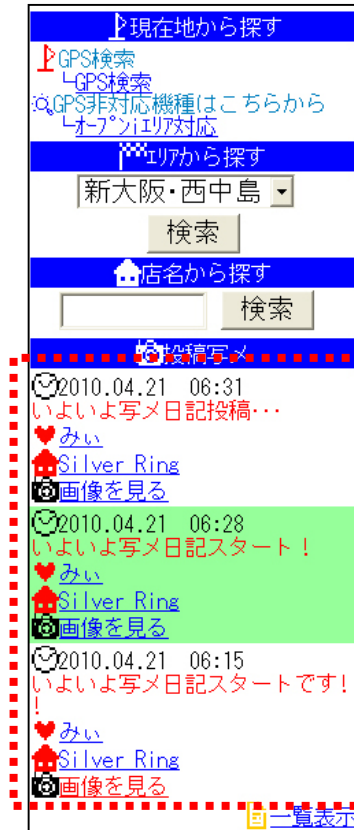 現在地から探す
GPS検索
└GPS検索
GPS非対応機種はこちらから
└ｵｰﾌﾟﾝiｴﾘｱ対応
ｴﾘｱから探す
新大阪･西中島
検索
店名から探す
検索
投稿写メ
2010.04.21 06:31
いよいよ写メ日記投稿･･･
みぃ
Silver Ring
画像を見る
2010.04.21 06:28
いよいよ写メ日記スタート！
みぃ
Silver Ring
画像を見る
2010.04.21 06:15
いよいよ写メ日記スタートです!
!
みぃ
Silver Ring
画像を見る
一覧表示